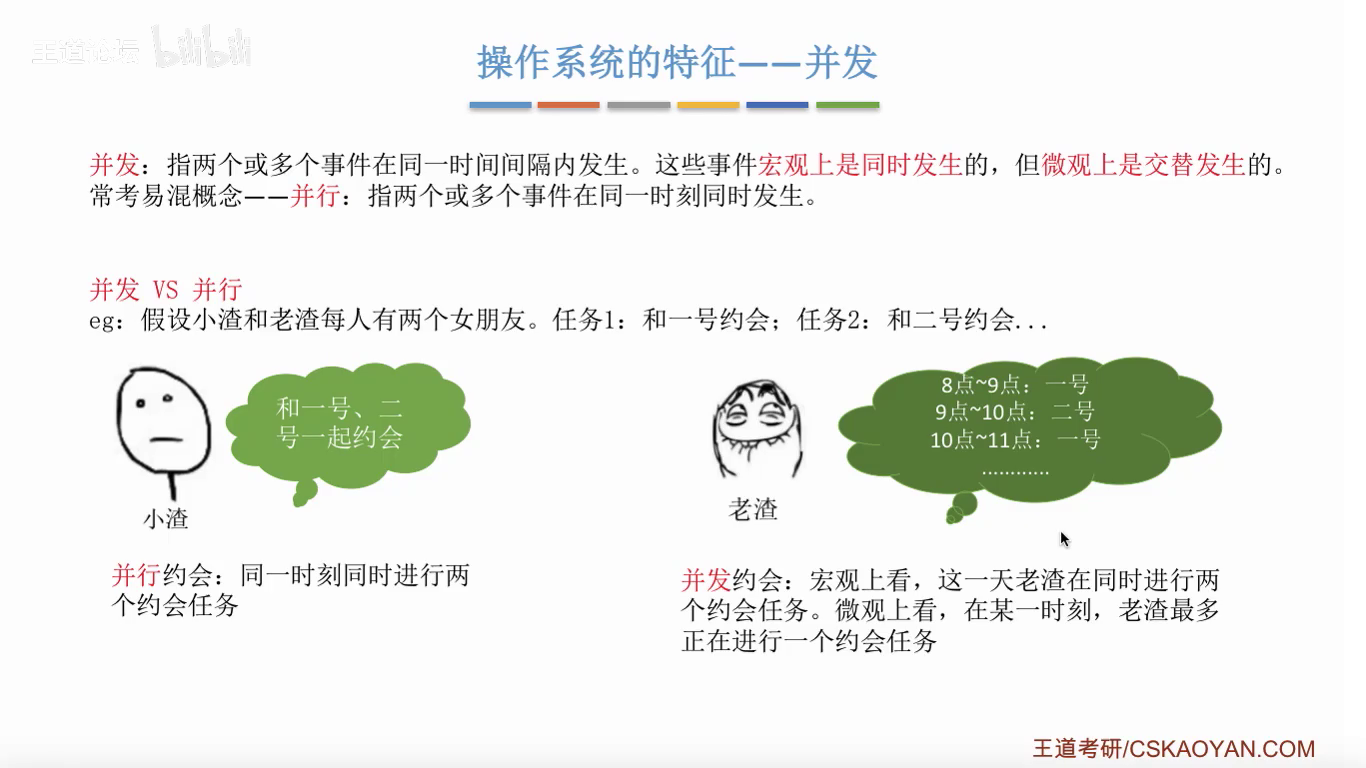 王道论坛 bilibili
操作系统的特征——并发
并发：指两个或多个事件在同一时间间隔内发生。这些事件宏观上是同时发生的，但微观上是交替发生的。
常考易混概念——并行：指两个或多个事件在同一时刻同时发生。
并发 VS 并行
eg：假设小渣和老渣每人有两个女朋友。任务1：和一号约会；任务2：和二号约会...
和一号、二
号一起约会
小渣
并行约会：同一时刻同时进行两
个约会任务
8点~9点：一号
9点~10点：二号
10点~11点：一号
............
老渣
并发约会：宏观上看，这一天老渣在同时进行两
个约会任务。微观上看，在某一时刻，老渣最多
正在进行一个约会任务
王道考研/CSKAOYAN.COM